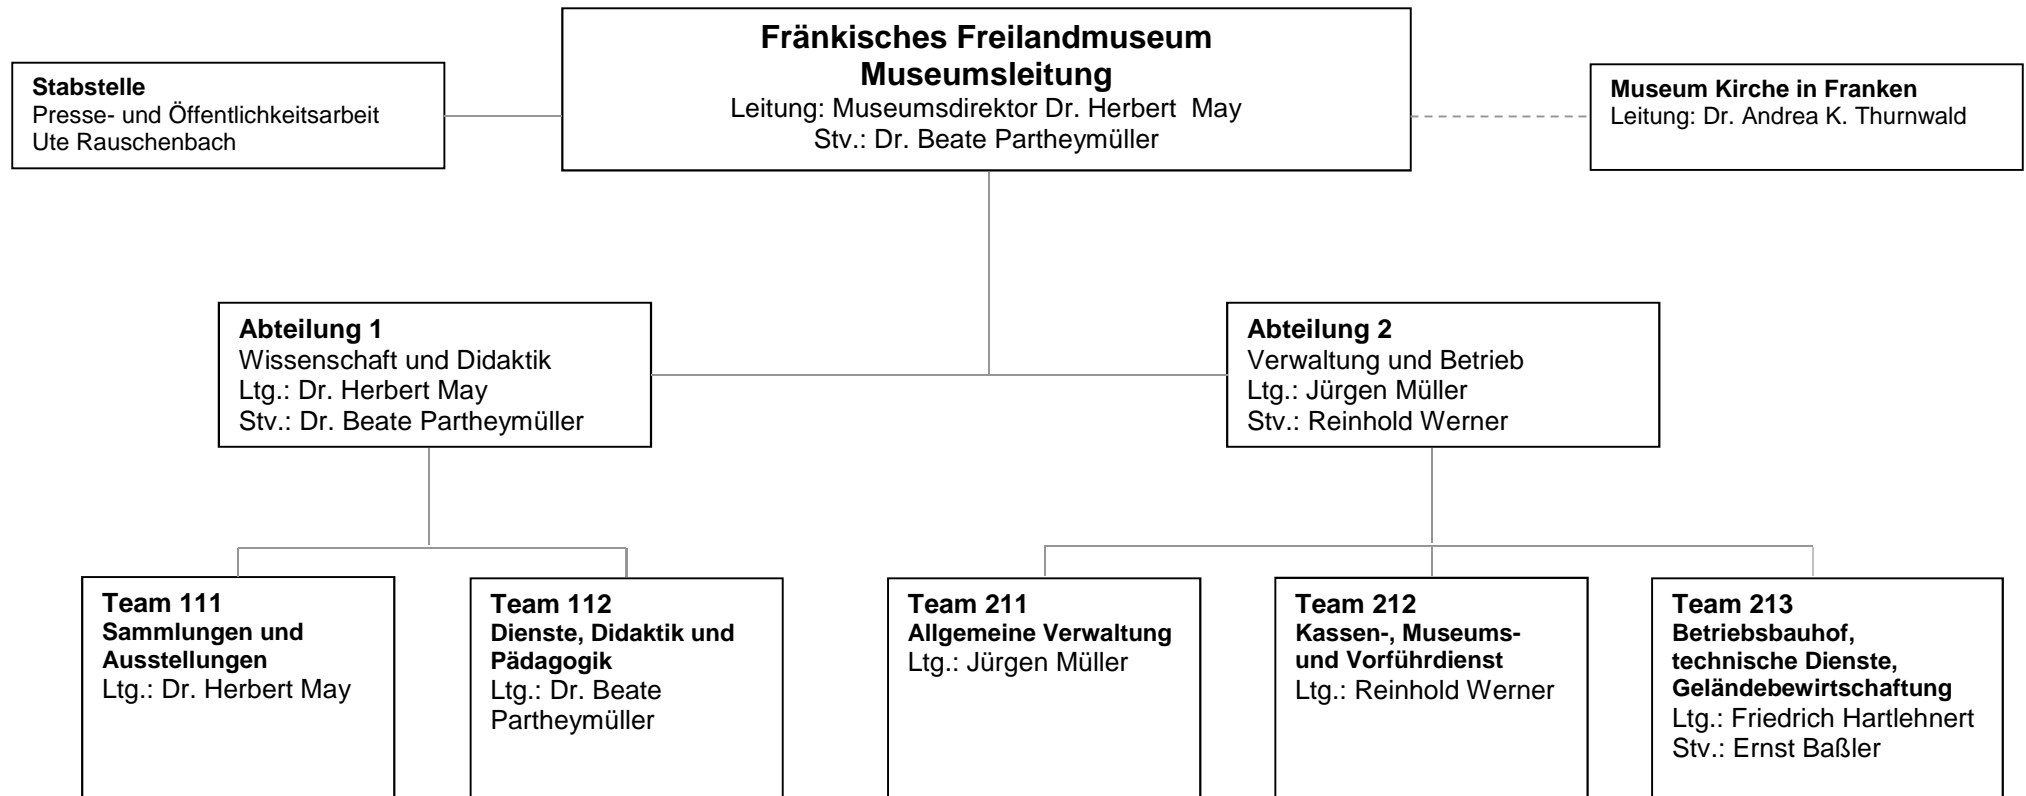 Fränkisches Freilandmuseum
Museumsleitung
Leitung: Museumsdirektor Dr. Herbert May
Stv.: Dr. Beate Partheymüller
Stabstelle
Presse- und Öffentlichkeitsarbeit
Ute Rauschenbach
Museum Kirche in Franken
Leitung: Dr. Andrea K. Thurnwald
Abteilung 1
Wissenschaft und Didaktik
Ltg.: Dr. Herbert May
Stv.: Dr. Beate Partheymüller
Abteilung 2
Verwaltung und Betrieb
Ltg.: Jürgen Müller
Stv.: Reinhold Werner
Team 111
Sammlungen und
Ausstellungen
Ltg.: Dr. Herbert May
Team 112
Dienste, Didaktik und
Pädagogik
Ltg.: Dr. Beate
Partheymüller
Team 211
Allgemeine Verwaltung
Ltg.: Jürgen Müller
Team 212
Kassen-, Museums-
und Vorführdienst
Ltg.: Reinhold Werner
Team 213
Betriebsbauhof,
technische Dienste,
Geländebewirtschaftung
Ltg.: Friedrich Hartlehnert
Stv.: Ernst Baßler